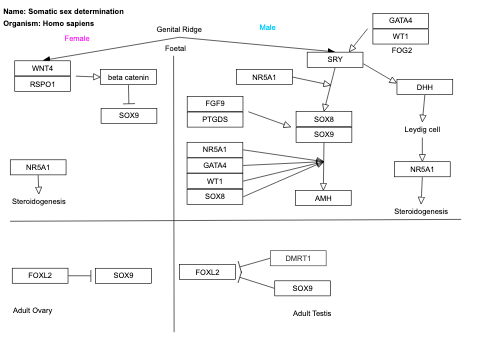 Name: Somatic sex determination
Organism: Homo sapiens
Genital Ridge
Female
Male
Foetal
GATA4
WT1
FOG2
WNT4
RSPO1
beta catenin
SOX9
SRY
NR5A1
DHH
FGF9
PTGDS
SOX8
SOX9
Leydig cell
NR5A1
GATA4
WT1
SOX8
AMH
NR5A1
Steroidogenesis
NR5A1
Steroidogenesis
FOXL2
SOX9
Adult Ovary
FOXL2
DMRT1
SOX9
Adult Testis